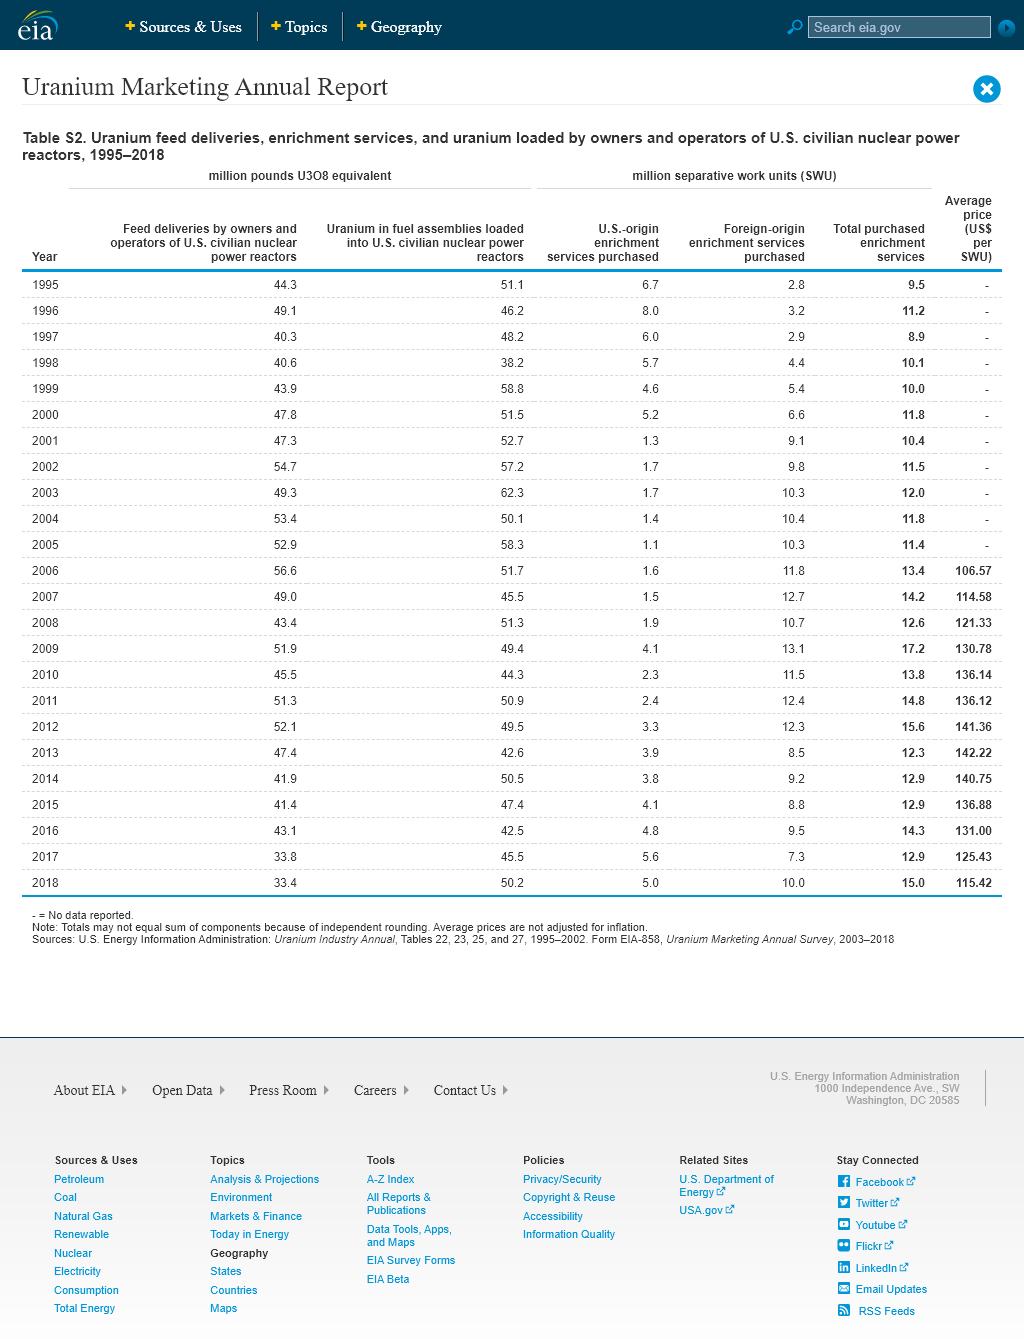 eia
+ Sources & Uses
+ Topics
+ Geography
Search eia.gov
Uranium Marketing Annual Report
Table S2. Uranium feed deliveries, enrichment services, and uranium loaded by owners and operators of U.S. civilian nuclear power
reactors, 1995–2018
million pounds U3O8 equivalent million separative work units (SWU)
Year Feed deliveries by owners and operators of U.S. civilian nuclear power reactors Uranium in fuel assemblies loaded into U.S. civilian nuclear power reactors U.S.-origin enrichment services purchased Foreign-origin enrichment services purchased Total purchased enrichment services Average price (US$ per SWU)
1995 44.3 51.1 6.7 2.8 9.5 -
1996 49.1 46.2 8.0 3.2 11.2 -
1997 40.3 48.2 6.0 2.9 8.9 -
1998 40.6 38.2 5.7 4.4 10.1 -
1999 43.9 58.8 4.6 5.4 10.0 -
2000 47.8 51.5 5.2 6.6 11.8 -
2001 47.3 52.7 1.3 9.1 10.4 -
2002 54.7 57.2 1.7 9.8 11.5 -
2003 49.3 62.3 1.7 10.3 12.0 -
2004 53.4 50.1 1.4 10.4 11.8 -
2005 52.9 58.3 1.1 10.3 11.4 -
2006 56.6 51.7 1.6 11.8 13.4 106.57
2007 49.0 45.5 1.5 12.7 14.2 114.58
2008 43.4 51.3 1.9 10.7 12.6 121.33
2009 51.9 49.4 4.1 13.1 17.2 130.78
2010 45.5 44.3 2.3 11.5 13.8 136.14
2011 51.3 50.9 2.4 12.4 14.8 136.12
2012 52.1 49.5 3.3 12.3 15.6 141.36
2013 47.4 42.6 3.9 8.5 12.3 142.22
2014 41.9 50.5 3.8 9.2 12.9 140.75
2015 41.4 47.4 4.1 8.8 12.9 136.88
2016 43.1 42.5 4.8 9.5 14.3 131.00
2017 33.8 45.5 5.6 7.3 12.9 125.43
2018 33.4 50.2 5.0 10.0 15.0 115.42
- = No data reported.
Note: Totals may not equal sum of components because of independent rounding. Average prices are not adjusted for inflation.
Sources: U.S. Energy Information Administration: Uranium Industry Annual, Tables 22, 23, 25, and 27, 1995–2002. Form EIA-858, Uranium Marketing Annual Survey, 2003–2018
About EIA
Open Data
Press Room
Careers
Contact Us
U.S. Energy Information Administration
1000 Independence Ave., SW
Washington, DC 20585
Sources & Uses
Petroleum
Coal
Natural Gas
Renewable
Nuclear
Electricity
Consumption
Total Energy
Topics
Analysis & Projections
Environment
Markets & Finance
Today in Energy
Geography
States
Countries
Maps
Tools
A-Z Index
All Reports &
Publications
Data Tools, Apps,
and Maps
EIA Survey Forms
EIA Beta
Policies
Privacy/Security
Copyright & Reuse
Accessibility
Information Quality
Related Sites
U.S. Department of
Energy
USA.gov
Stay Connected
Facebook
Twitter
Youtube
Flickr
LinkedIn
Email Updates
RSS Feeds